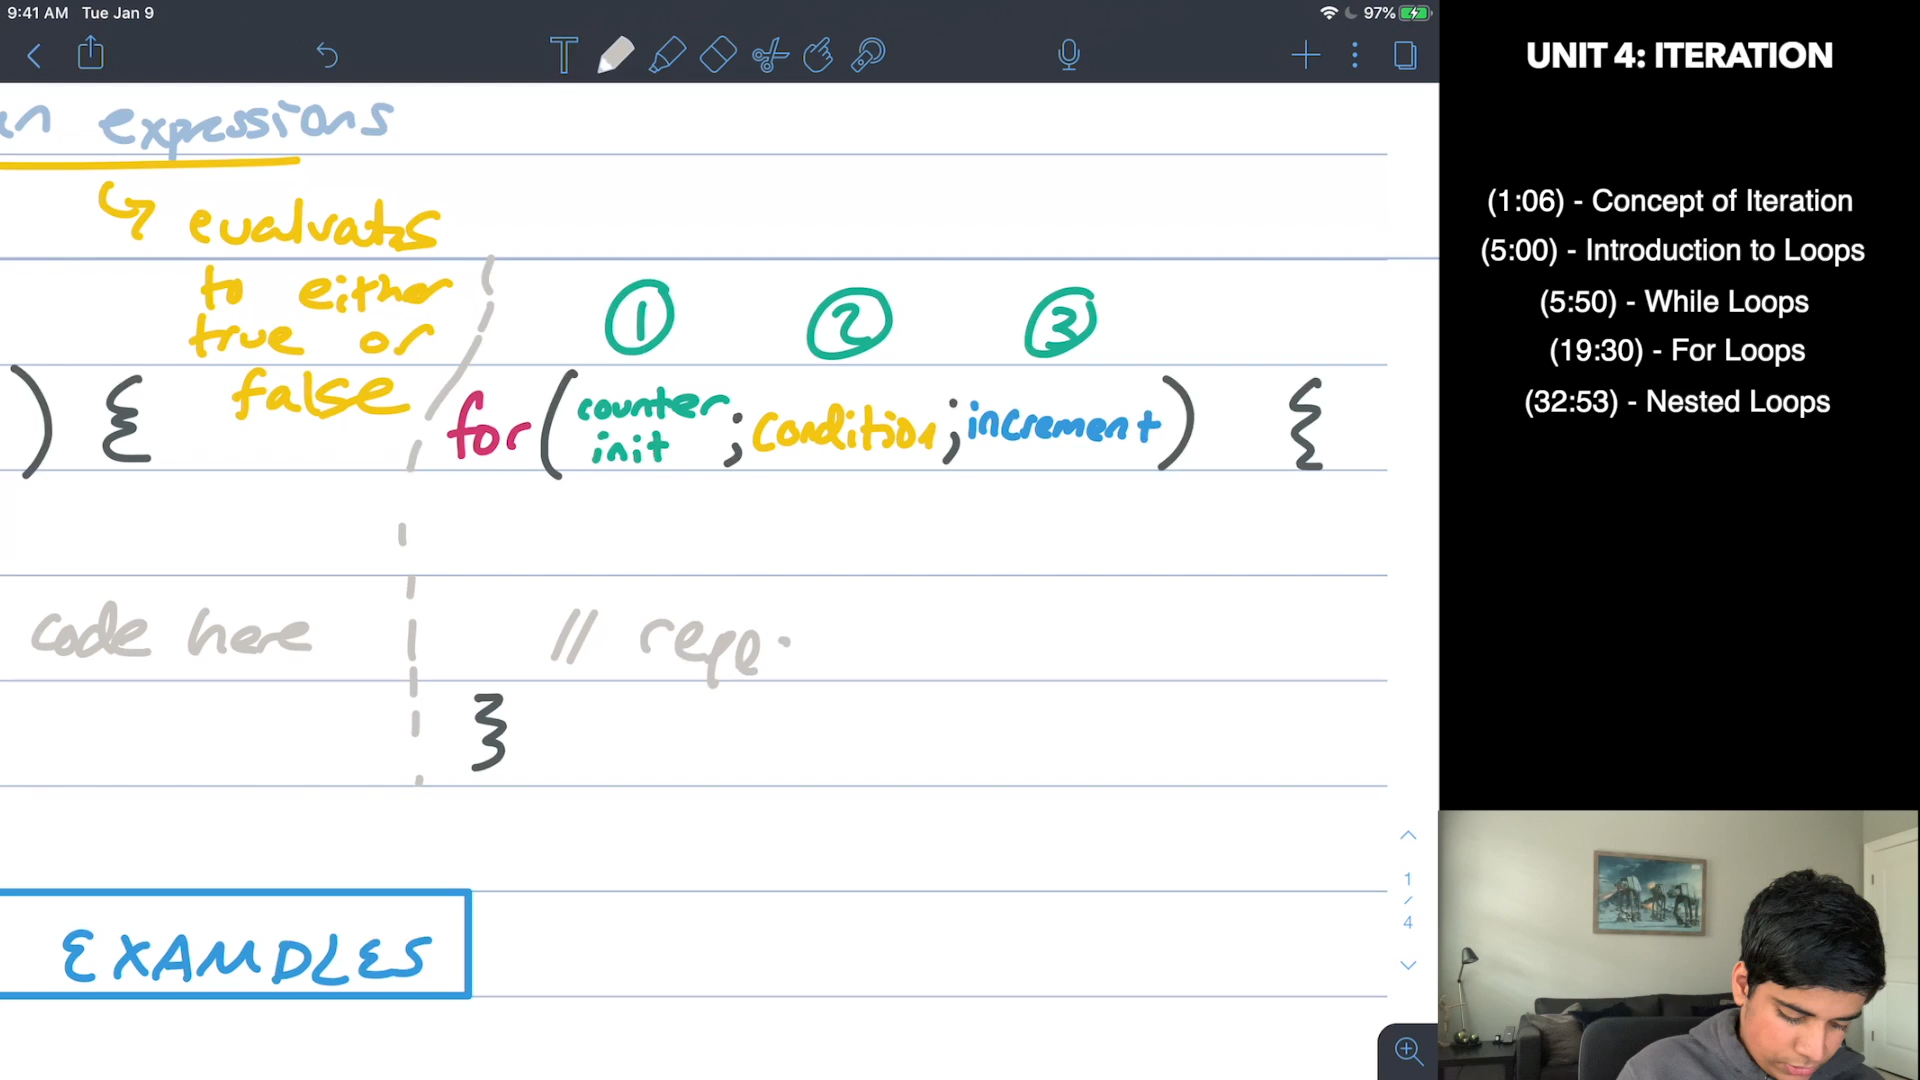 9:41 AM Tue Jan 9
97%
T
UNIT 4: ITERATION
(1:06) - Concept of Iteration
(5:00) - Introduction to Loops
(5:50) - While Loops
(19:30) - For Loops
(32:53) - Nested Loops
an expressions
evaluates
to either
true or
false
1 2 3
) {
for ( counter init ; condition ; increment ) {
code here
// repe
}
EXAMPLES
1
/
4